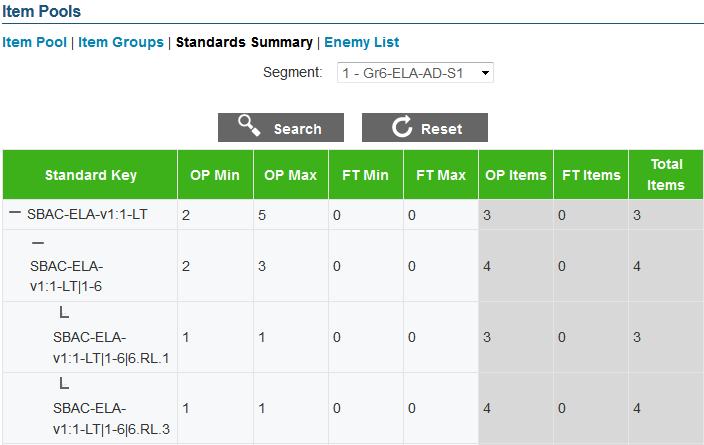 Item Pools
Item Pool | Item Groups | Standards Summary | Enemy List
Segment: 1 - Gr6-ELA-AD-S1
Search Reset
Standard Key OP Min OP Max FT Min FT Max OP Items FT Items Total Items
SBAC-ELA-v1:1-LT 2 5 0 0 3 0 3
SBAC-ELA-
v1:1-LT|1-6 2 3 0 0 4 0 4
SBAC-ELA-
v1:1-LT|1-6|6.RL.1 1 1 0 0 3 0 3
SBAC-ELA-
v1:1-LT|1-6|6.RL.3 1 1 0 0 4 0 4